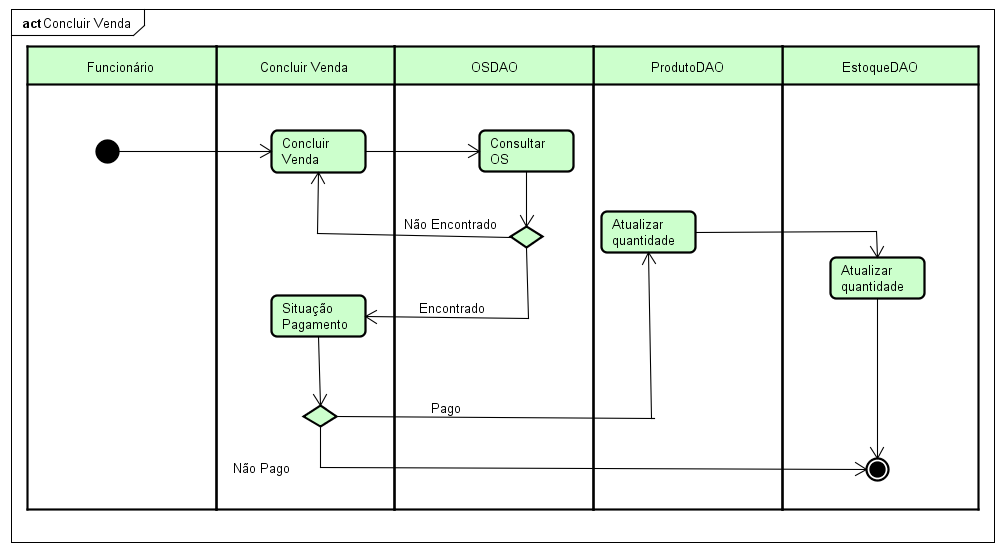 act Concluir Venda
Funcionário
Concluir Venda
OSDAO
ProdutoDAO
EstoqueDAO
Concluir
Venda
Consultar
OS
Não Encontrado
Atualizar
quantidade
Atualizar
quantidade
Situação
Pagamento
Encontrado
Pago
Não Pago